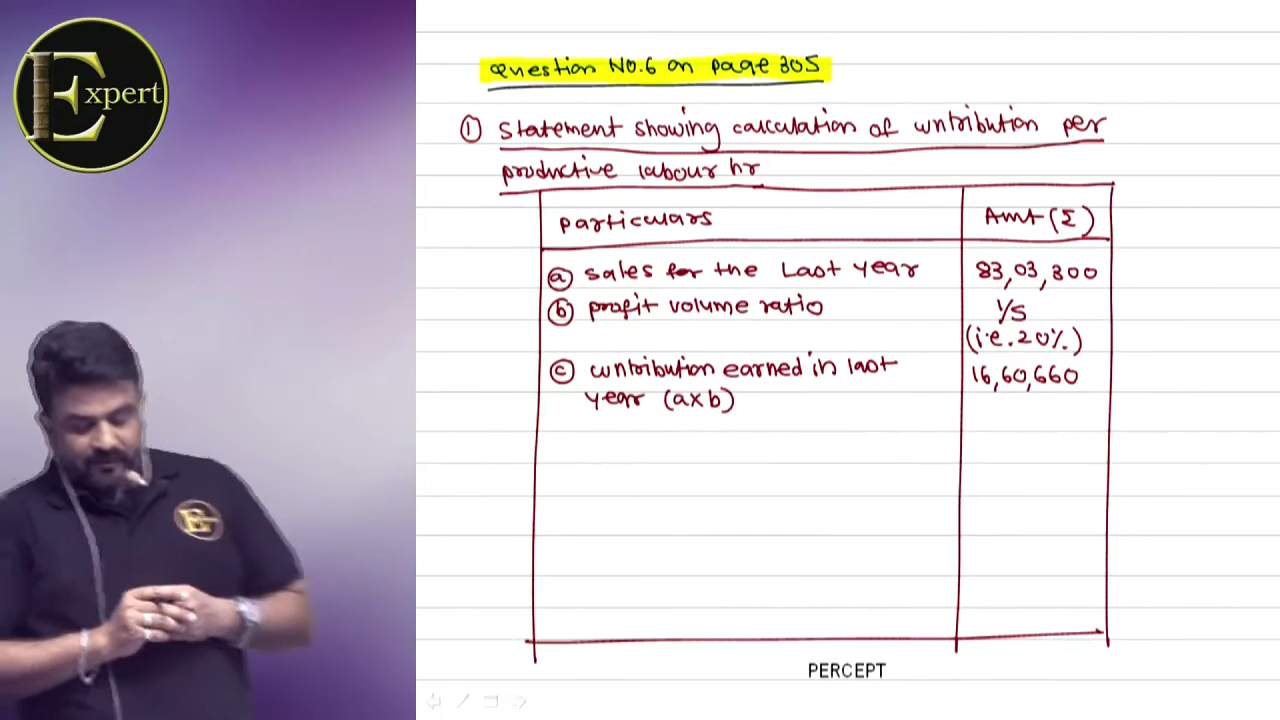 Expert
Question No.6 on page 305
① Statement showing calculation of contribution per
productive labour hr
Particulars Amt (Σ)
ⓐ Sales for the Last year 83,03,300
ⓑ profit volume ratio 1/5
(i.e. 20%.)
ⓒ contribution earned in last 16,60,660
year (a×b)
E
PERCEPT